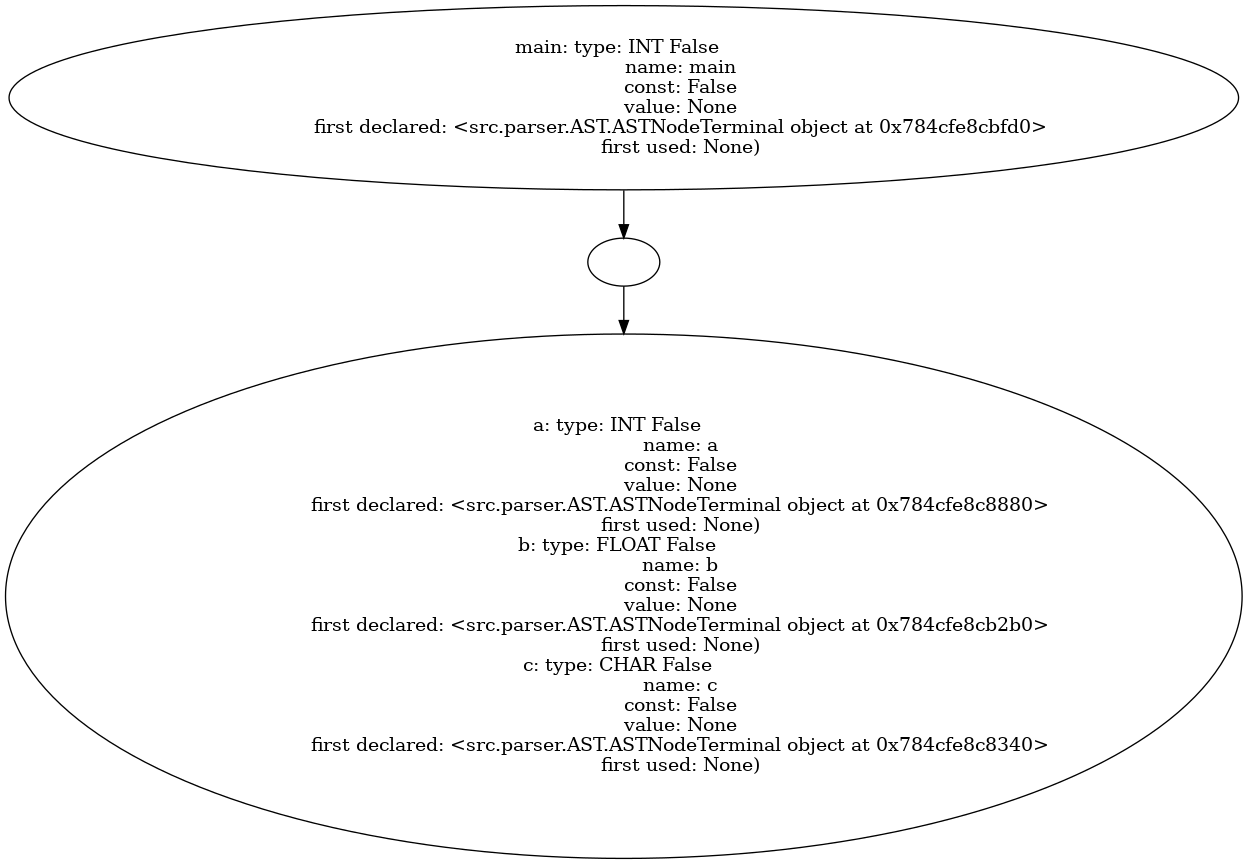 main: type: INT False
name: main
const: False
value: None
first declared: <src.parser.AST.ASTNodeTerminal object at 0x784cfe8cbfd0>
first used: None)
a: type: INT False
name: a
const: False
value: None
first declared: <src.parser.AST.ASTNodeTerminal object at 0x784cfe8c8880>
first used: None)
b: type: FLOAT False
name: b
const: False
value: None
first declared: <src.parser.AST.ASTNodeTerminal object at 0x784cfe8cb2b0>
first used: None)
c: type: CHAR False
name: c
const: False
value: None
first declared: <src.parser.AST.ASTNodeTerminal object at 0x784cfe8c8340>
first used: None)